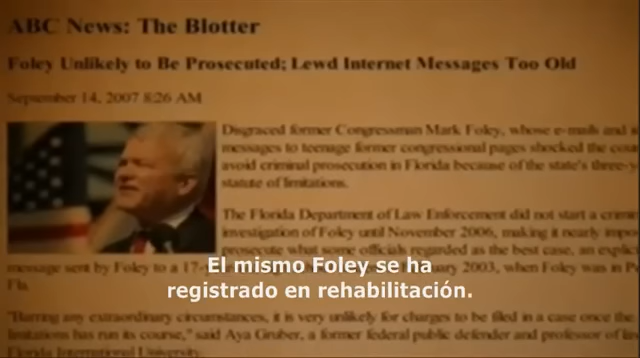 ABC News: The Blotter
Foley Unlikely to Be Prosecuted; Lewd Internet Messages Too Old
September 14, 2007 8:26 AM
Disgraced former Congressman Mark Foley, whose e-mails and
messages to teenage former congressional pages shocked the
avoid criminal prosecution in Florida because of the state's
statute of limitations.
The Florida Department of Law Enforcement did not start a
investigation of Foley until November 2006, making it nearly
prosecute what some officials regarded as the best case, an
message sent by Foley to a 2003, when Foley was in
Fla.
"Barring any extraordinary circumstances, it is very unlikely for charges to be filed in a case once the
limitations has run its course," said Aya Gruber, a former federal public defender and professor of
Florida International University.
El mismo Foley se ha
registrado en rehabilitación.